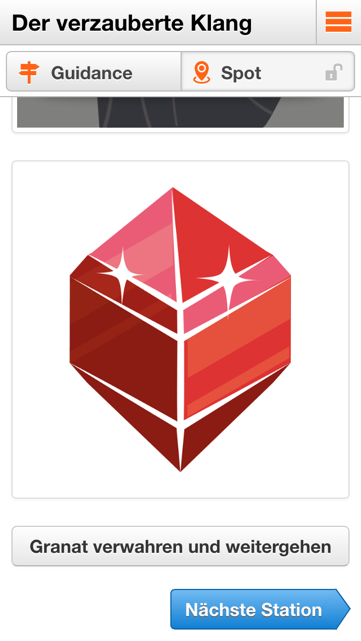 Der verzauberte Klang
Guidance
Spot
Granat verwahren und weitergehen
Nächste Station